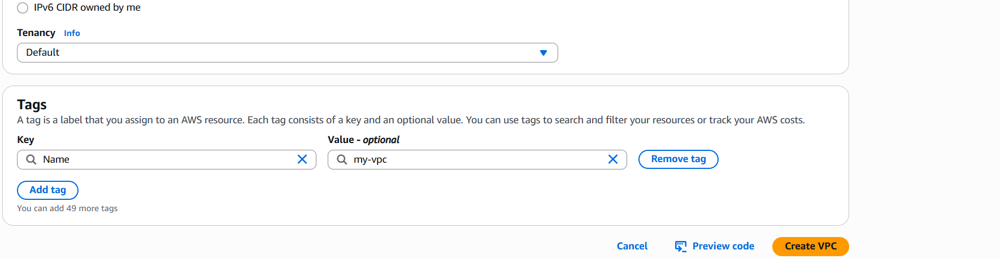 IPv6 CIDR owned by me
Tenancy Info
Default
Tags
A tag is a label that you assign to an AWS resource. Each tag consists of a key and an optional value. You can use tags to search and filter your resources or track your AWS costs.
Key Value - optional
Name my-vpc Remove tag
Add tag
You can add 49 more tags
Cancel Preview code Create VPC